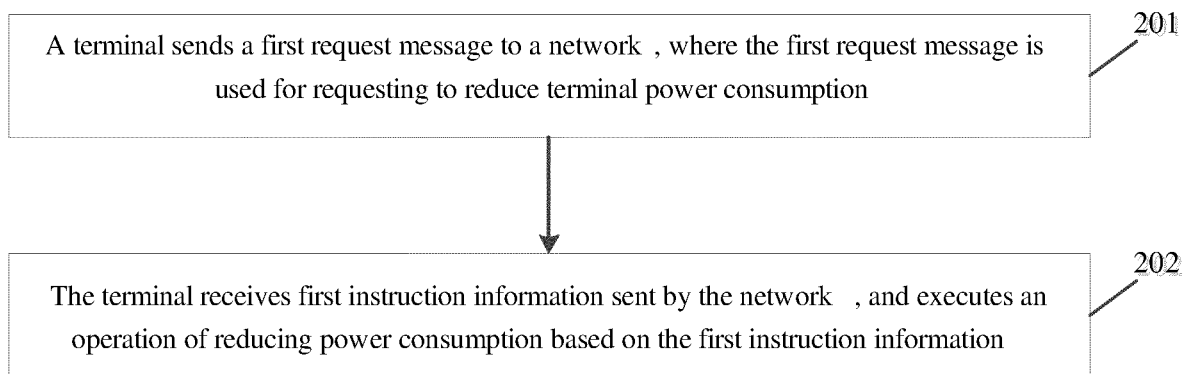 201
A terminal sends a first request message to a network , where the first request message is
used for requesting to reduce terminal power consumption
202
The terminal receives first instruction information sent by the network , and executes an
operation of reducing power consumption based on the first instruction information